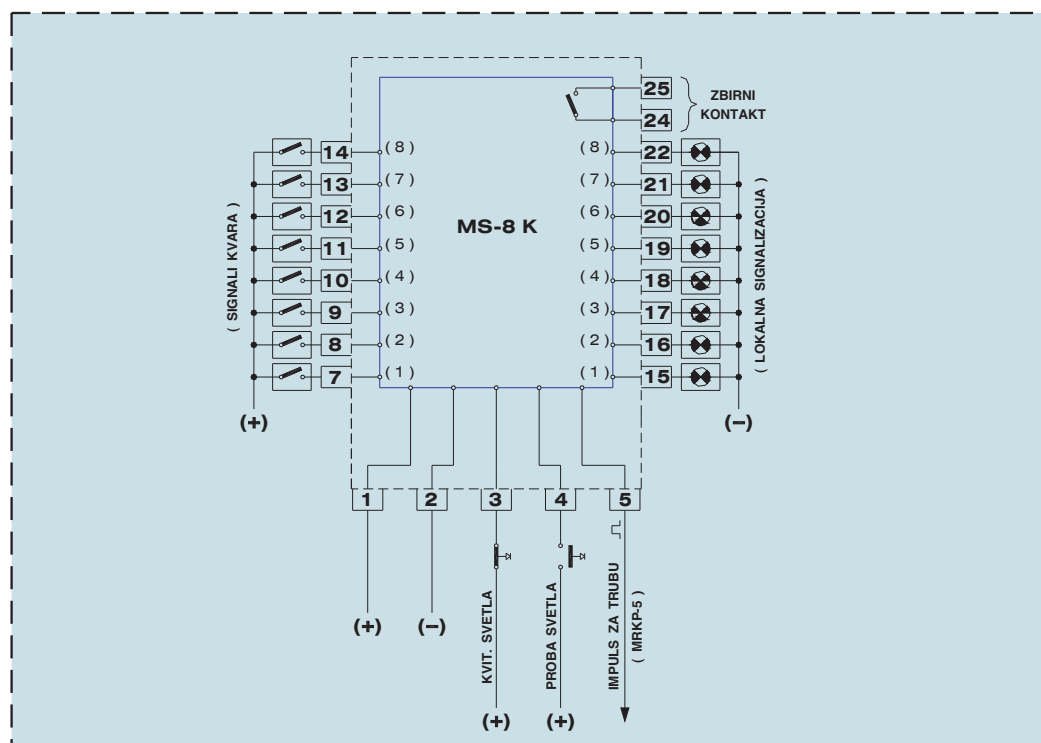 25
ZBIRNI
KONTAKT
24
14 (8) (8) 22
13 (7) (7) 21
12 (6) (6) 20
MS-8 K
11 (5) (5) 19
10 (4) (4) 18
9 (3) (3) 17
8 (2) (2) 16
7 (1) (1) 15
( SIGNALI KVARA )
( LOKALNA SIGNALIZACIJA )
(+) (–)
1 2 3 4 5
(+) (–)
KVIT. SVETLA
PROBA SVETLA
IMPULS ZA TRUBU
( MRKP-5 )
(+) (+)